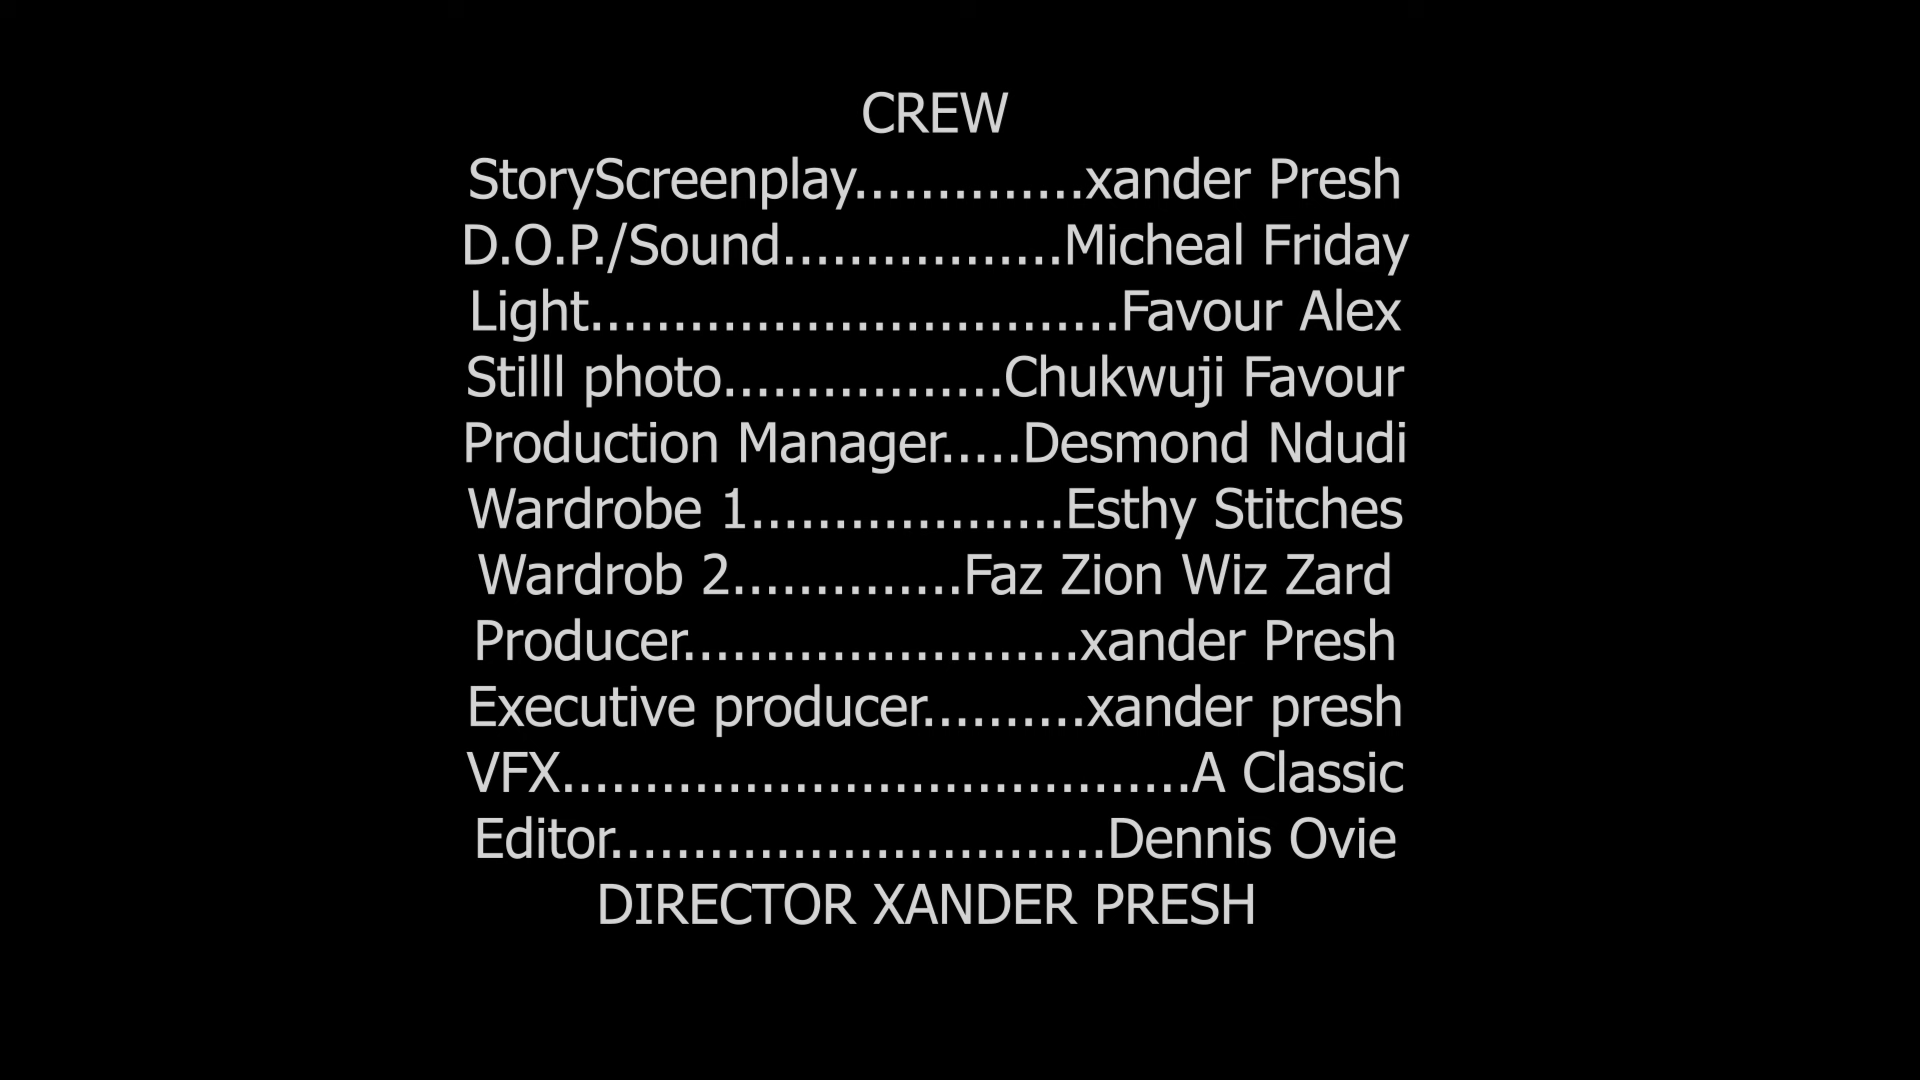 CREW
StoryScreenplay..............xander Presh
D.O.P./Sound.................Micheal Friday
Light................................Favour Alex
Stilll photo.................Chukwuji Favour
Production Manager.....Desmond Ndudi
Wardrobe 1...................Esthy Stitches
Wardrob 2..............Faz Zion Wiz Zard
Producer........................xander Presh
Executive producer..........xander presh
VFX......................................A Classic
Editor..............................Dennis Ovie
DIRECTOR XANDER PRESH